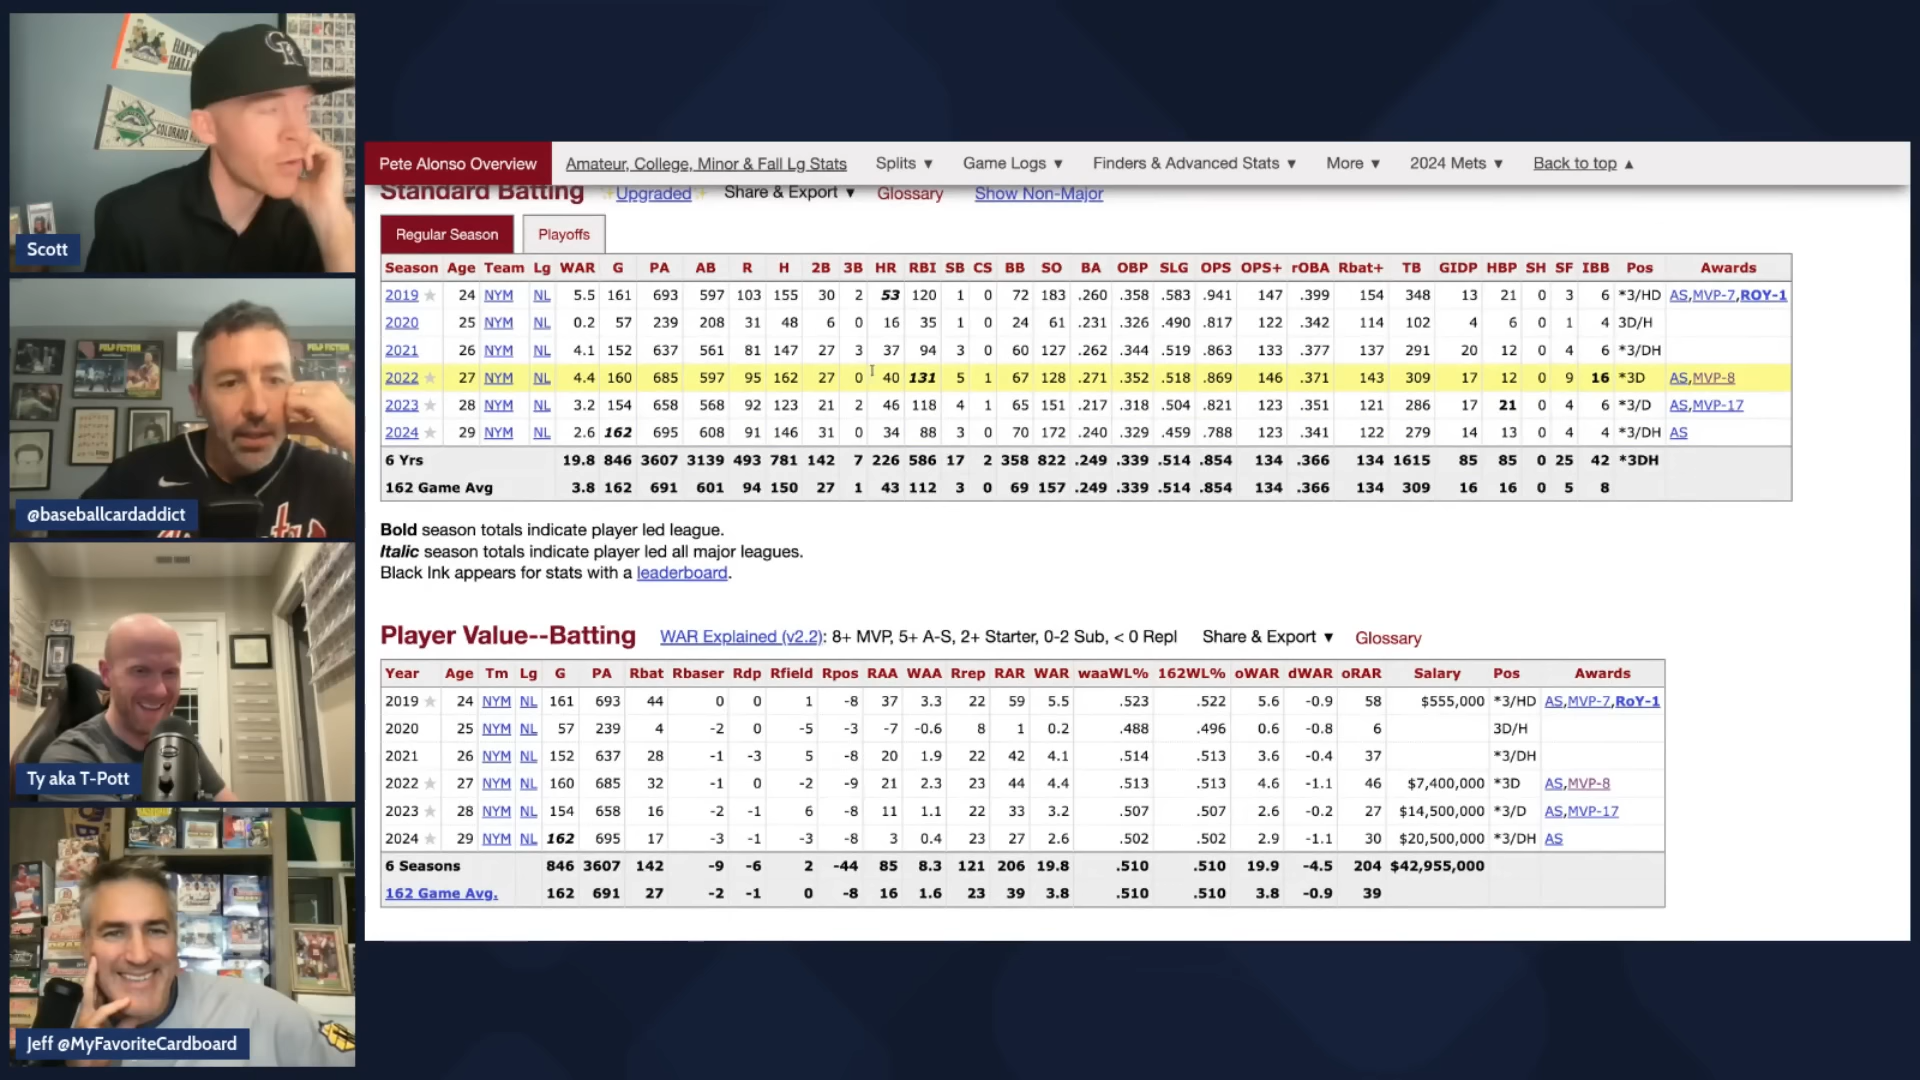 HAPP
HALL
CR
COLORADO RO
Scott
PULP FICTION
@baseballcardaddict
Ty aka T-Pott
Jeff @MyFavoriteCardboard
Pete Alonso Overview Amateur, College, Minor & Fall Lg Stats Splits ▼ Game Logs ▼ Finders & Advanced Stats ▼ More ▼ 2024 Mets ▼ Back to top ▲
Standard Batting Upgraded Share & Export ▼ Glossary Show Non-Major
Regular Season Playoffs
Season Age Team Lg WAR G PA AB R H 2B 3B HR RBI SB CS BB SO BA OBP SLG OPS OPS+ rOBA Rbat+ TB GIDP HBP SH SF IBB Pos Awards
2019 ★ 24 NYM NL 5.5 161 693 597 103 155 30 2 53 120 1 0 72 183 .260 .358 .583 .941 147 .399 154 348 13 21 0 3 6 *3/HD AS,MVP-7,ROY-1
2020 25 NYM NL 0.2 57 239 208 31 48 6 0 16 35 1 0 24 61 .231 .326 .490 .817 122 .342 114 102 4 6 0 1 4 3D/H
2021 26 NYM NL 4.1 152 637 561 81 147 27 3 37 94 3 0 60 127 .262 .344 .519 .863 133 .377 137 291 20 12 0 4 6 *3/DH
2022 ★ 27 NYM NL 4.4 160 685 597 95 162 27 0 40 131 5 1 67 128 .271 .352 .518 .869 146 .371 143 309 17 12 0 9 16 *3D AS,MVP-8
2023 ★ 28 NYM NL 3.2 154 658 568 92 123 21 2 46 118 4 1 65 151 .217 .318 .504 .821 123 .351 121 286 17 21 0 4 6 *3/D AS,MVP-17
2024 ★ 29 NYM NL 2.6 162 695 608 91 146 31 0 34 88 3 0 70 172 .240 .329 .459 .788 123 .341 122 279 14 13 0 4 4 *3/DH AS
6 Yrs 19.8 846 3607 3139 493 781 142 7 226 586 17 2 358 822 .249 .339 .514 .854 134 .366 134 1615 85 85 0 25 42 *3DH
162 Game Avg 3.8 162 691 601 94 150 27 1 43 112 3 0 69 157 .249 .339 .514 .854 134 .366 134 309 16 16 0 5 8
Bold season totals indicate player led league.
Italic season totals indicate player led all major leagues.
Black Ink appears for stats with a leaderboard.
Player Value--Batting WAR Explained (v2.2): 8+ MVP, 5+ A-S, 2+ Starter, 0-2 Sub, < 0 Repl Share & Export ▼ Glossary
Year Age Tm Lg G PA Rbat Rbaser Rdp Rfield Rpos RAA WAA Rrep RAR WAR waaWL% 162WL% oWAR dWAR oRAR Salary Pos Awards
2019 ★ 24 NYM NL 161 693 44 0 0 1 -8 37 3.3 22 59 5.5 .523 .522 5.6 -0.9 58 $555,000 *3/HD AS,MVP-7,RoY-1
2020 25 NYM NL 57 239 4 -2 0 -5 -3 -7 -0.6 8 1 0.2 .488 .496 0.6 -0.8 6 3D/H
2021 26 NYM NL 152 637 28 -1 -3 5 -8 20 1.9 22 42 4.1 .514 .513 3.6 -0.4 37 *3/DH
2022 ★ 27 NYM NL 160 685 32 -1 0 -2 -9 21 2.3 23 44 4.4 .513 .513 4.6 -1.1 46 $7,400,000 *3D AS,MVP-8
2023 ★ 28 NYM NL 154 658 16 -2 -1 6 -8 11 1.1 22 33 3.2 .507 .507 2.6 -0.2 27 $14,500,000 *3/D AS,MVP-17
2024 ★ 29 NYM NL 162 695 17 -3 -1 -3 -8 3 0.4 23 27 2.6 .502 .502 2.9 -1.1 30 $20,500,000 *3/DH AS
6 Seasons 846 3607 142 -9 -6 2 -44 85 8.3 121 206 19.8 .510 .510 19.9 -4.5 204 $42,955,000
162 Game Avg. 162 691 27 -2 -1 0 -8 16 1.6 23 39 3.8 .510 .510 3.8 -0.9 39